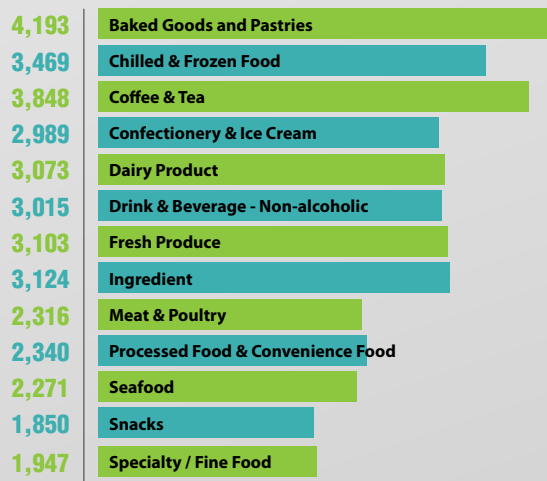 4,193 Baked Goods and Pastries
3,469 Chilled & Frozen Food
3,848 Coffee & Tea
2,989 Confectionery & Ice Cream
3,073 Dairy Product
3,015 Drink & Beverage - Non-alcoholic
3,103 Fresh Produce
3,124 Ingredient
2,316 Meat & Poultry
2,340 Processed Food & Convenience Food
2,271 Seafood
1,850 Snacks
1,947 Specialty / Fine Food